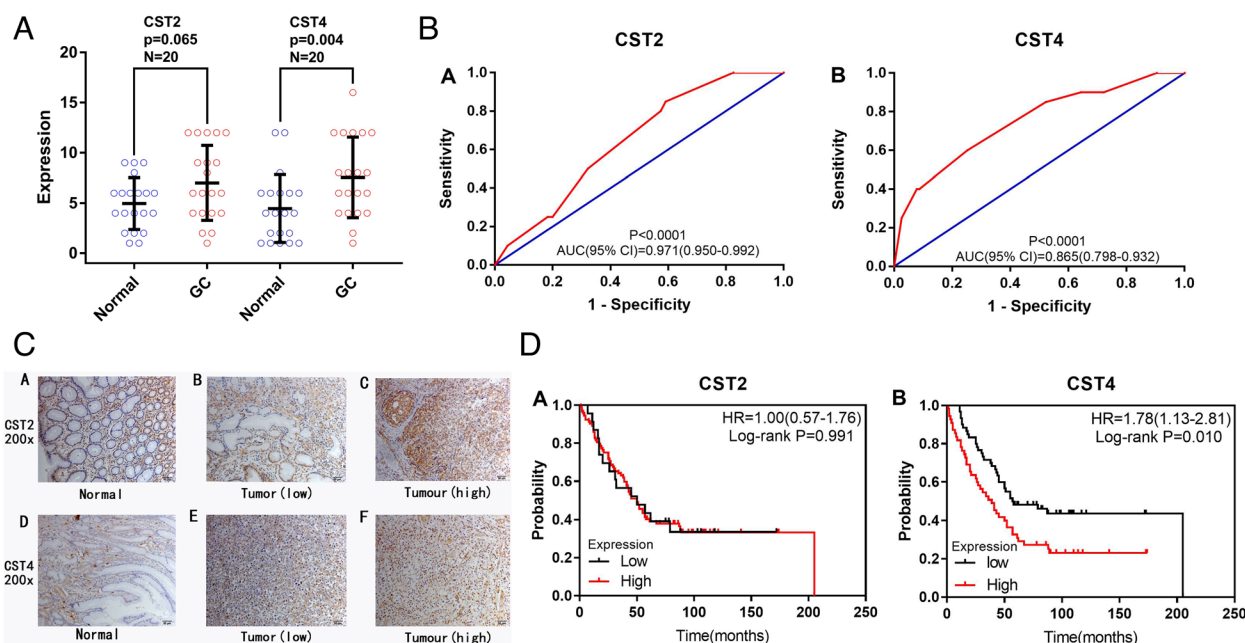 A
CST2
p=0.065
N=20
CST4
p=0.004
N=20
Expression
20
15
10
5
0
Normal
GC
Normal
GC
B
CST2
A
Sensitivity
1.0
0.8
0.6
0.4
0.2
0.0
P<0.0001
AUC(95% CI)=0.971(0.950-0.992)
0.0 0.2 0.4 0.6 0.8 1.0
1 - Specificity
CST4
B
Sensitivity
1.0
0.8
0.6
0.4
0.2
0.0
P<0.0001
AUC(95% CI)=0.865(0.798-0.932)
0.0 0.2 0.4 0.6 0.8 1.0
1 - Specificity
C
A
B
C
CST2
200x
Normal
Tumor(low)
Tumour(high)
D
E
F
CST4
200x
Normal
Tumor(low)
Tumour(high)
D
CST2
A
HR=1.00(0.57-1.76)
Log-rank P=0.991
Probability
1.0
0.8
0.6
0.4
0.2
0.0
Expression
Low
High
0 50 100 150 200 250
Time(months)
CST4
B
HR=1.78(1.13-2.81)
Log-rank P=0.010
Probability
1.0
0.8
0.6
0.4
0.2
0.0
Expression
low
High
0 50 100 150 200 250
Time(months)